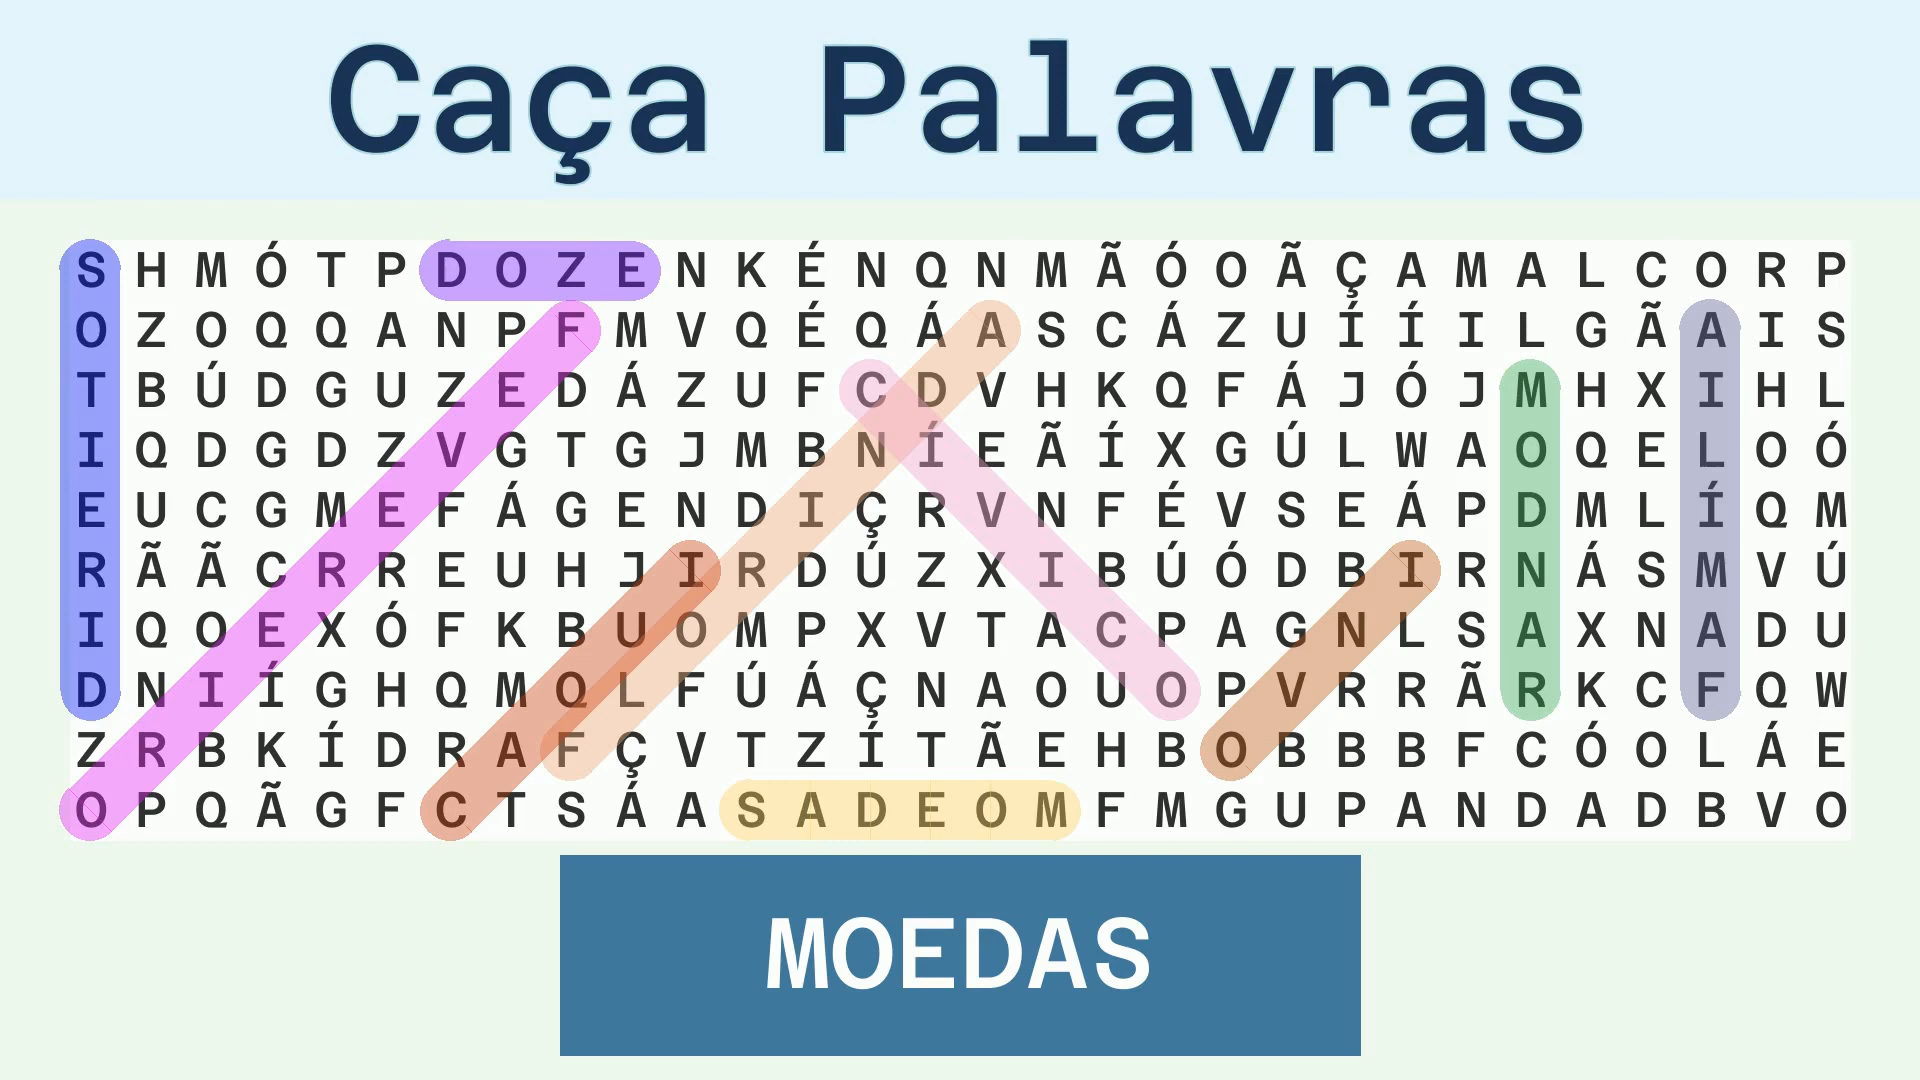 Caça Palavras
S H M Ó T P D O Z E N K É N Q N M Ã Ó O Ã Ç A M A L C O R P
O Z O Q Q A N P F M V Q É Q Á A S C Á Z U Í Í I L G Ã A I S
T B Ú D G U Z E D Á Z U F C D V H K Q F Á J Ó J M H X I H L
I Q D G D Z V G T G J M B N Í E Ã Í X G Ú L W A O Q E L O Ó
E U C G M E F Á G E N D I Ç R V N F É V S E Á P D M L Í Q M
R Ã Ã C R R E U H J I R D Ú Z X I B Ú Ó D B I R N Á S M V Ú
I Q O E X Ó F K B U O M P X V T A C P A G N L S A X N A D U
D N I Í G H Q M Q L F Ú Á Ç N A O U O P V R R Ã R K C F Q W
Z R B K Í D R A F Ç V T Z Í T Ã E H B O B B B F C Ó O L Á E
O P Q Ã G F C T S Á A S A D E O M F M G U P A N D A D B V O
MOEDAS